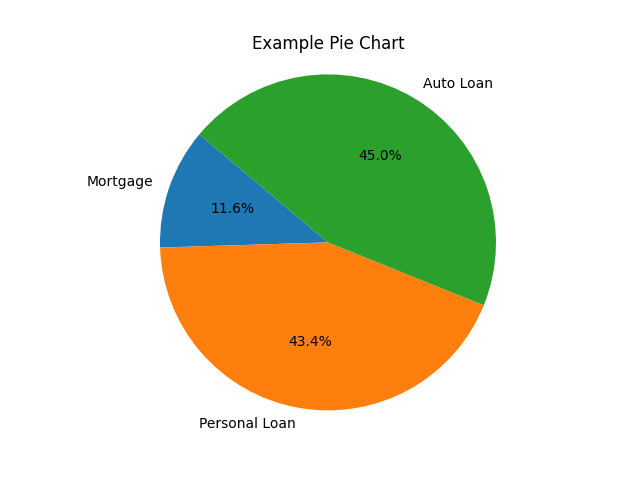 Example Pie Chart
Auto Loan
45.0%
Mortgage
11.6%
43.4%
Personal Loan